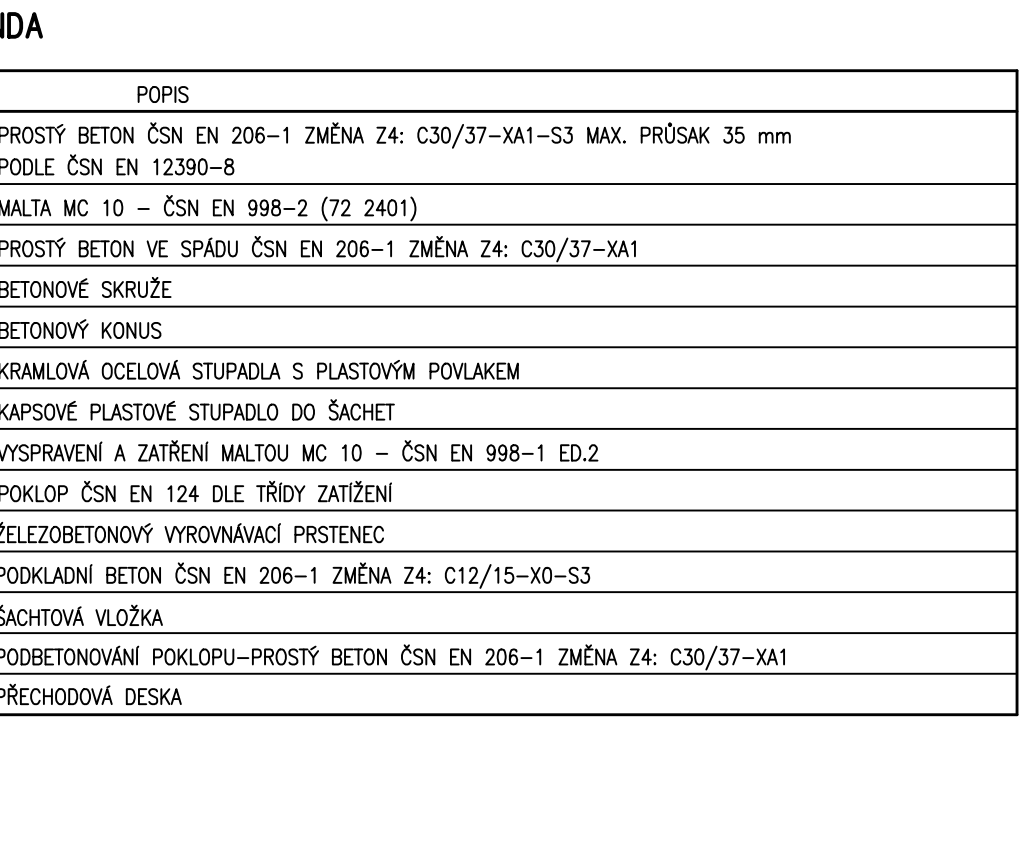 NDA
POPIS
PROSTÝ BETON ČSN EN 206–1 ZMĚNA Z4: C30/37–XA1–S3 MAX. PRŮSAK 35 mm
PODLE ČSN EN 12390–8
MALTA MC 10 – ČSN EN 998–2 (72 2401)
PROSTÝ BETON VE SPÁDU ČSN EN 206–1 ZMĚNA Z4: C30/37–XA1
BETONOVÉ SKRUŽE
BETONOVÝ KONUS
KRAMLOVÁ OCELOVÁ STUPADLA S PLASTOVÝM POVLAKEM
KAPSOVÉ PLASTOVÉ STUPADLO DO ŠACHET
VYSPRAVENÍ A ZATŘENÍ MALTOU MC 10 – ČSN EN 998–1 ED.2
POKLOP ČSN EN 124 DLE TŘÍDY ZATÍŽENÍ
ŽELEZOBETONOVÝ VYROVNÁVACÍ PRSTENEC
PODKLADNÍ BETON ČSN EN 206–1 ZMĚNA Z4: C12/15–X0–S3
ŠACHTOVÁ VLOŽKA
PODBETONOVÁNÍ POKLOPU–PROSTÝ BETON ČSN EN 206–1 ZMĚNA Z4: C30/37–XA1
PŘECHODOVÁ DESKA